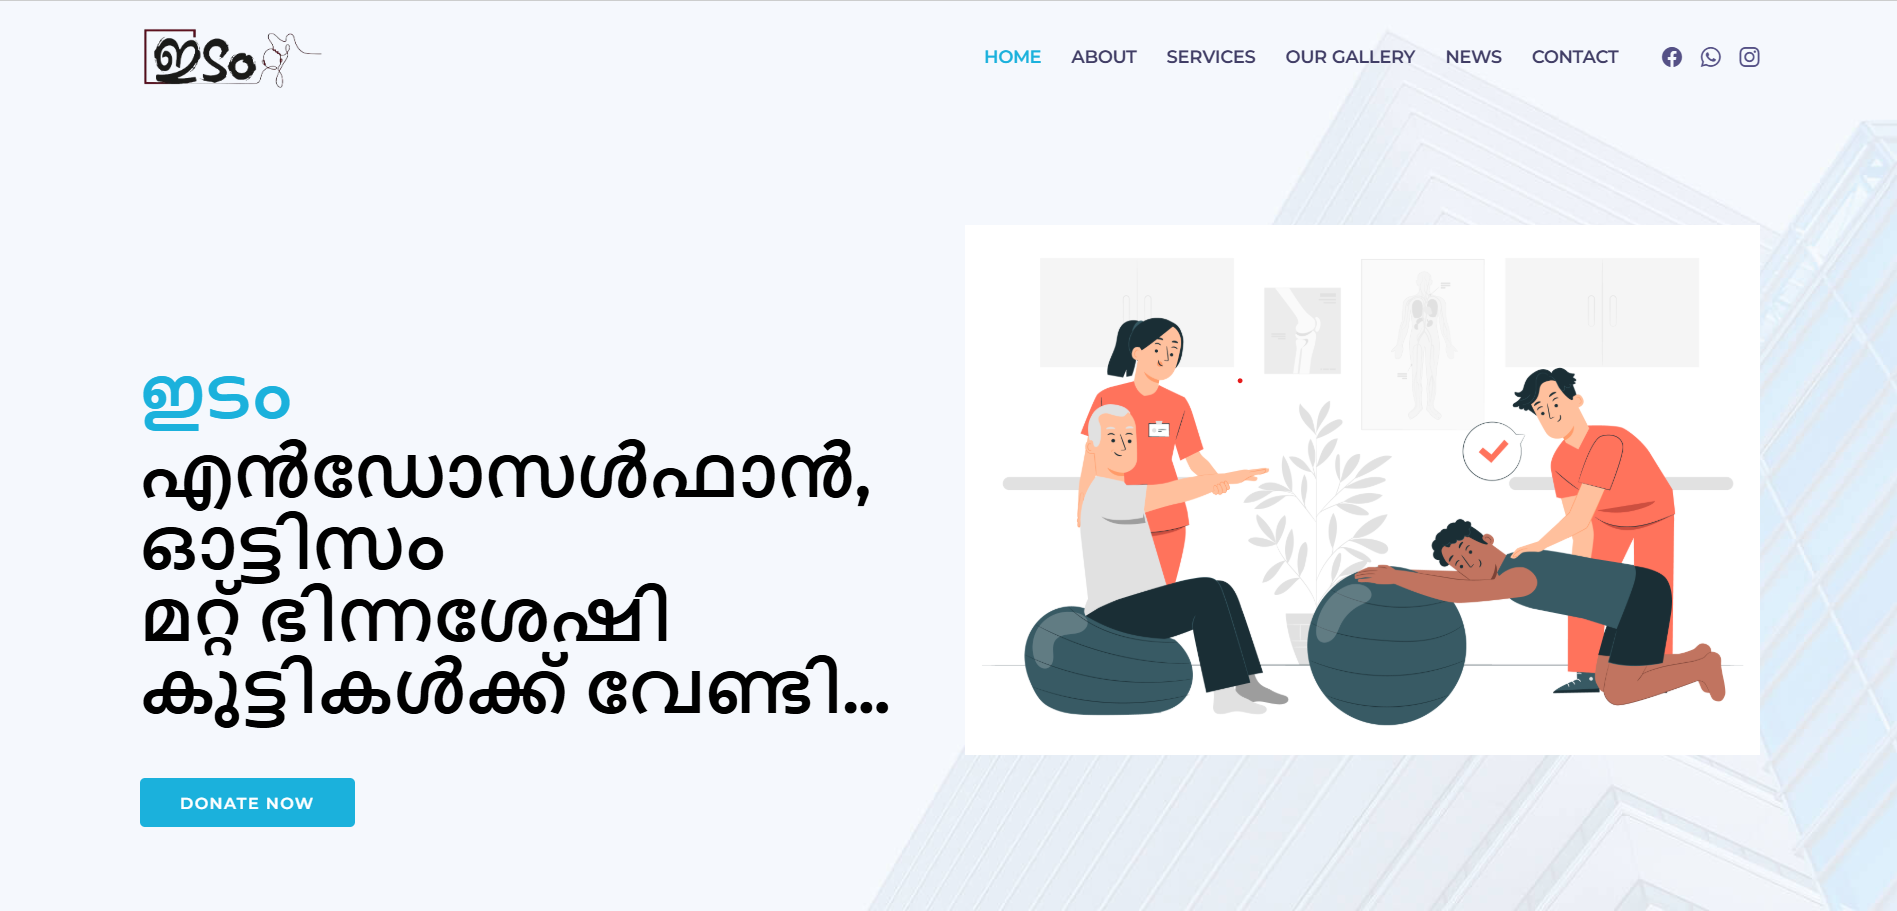 ഇടം
HOME
ABOUT
SERVICES
OUR GALLERY
NEWS
CONTACT
ഇടം
എൻഡോസൾഫാൻ,
ഓട്ടിസം
മറ്റ് ഭിന്നശേഷി
കുട്ടികൾക്ക് വേണ്ടി...
DONATE NOW